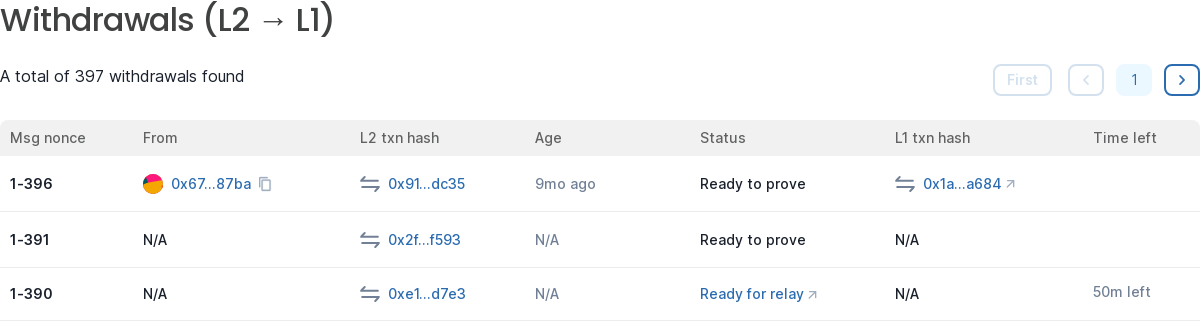 Withdrawals (L2 → L1)
A total of 397 withdrawals found
First 1
Msg nonce From L2 txn hash Age Status L1 txn hash Time left
1-396 0x67...87ba 0x91...dc35 9mo ago Ready to prove 0x1a...a684
1-391 N/A 0x2f...f593 N/A Ready to prove N/A
1-390 N/A 0xe1...d7e3 N/A Ready for relay N/A 50m left